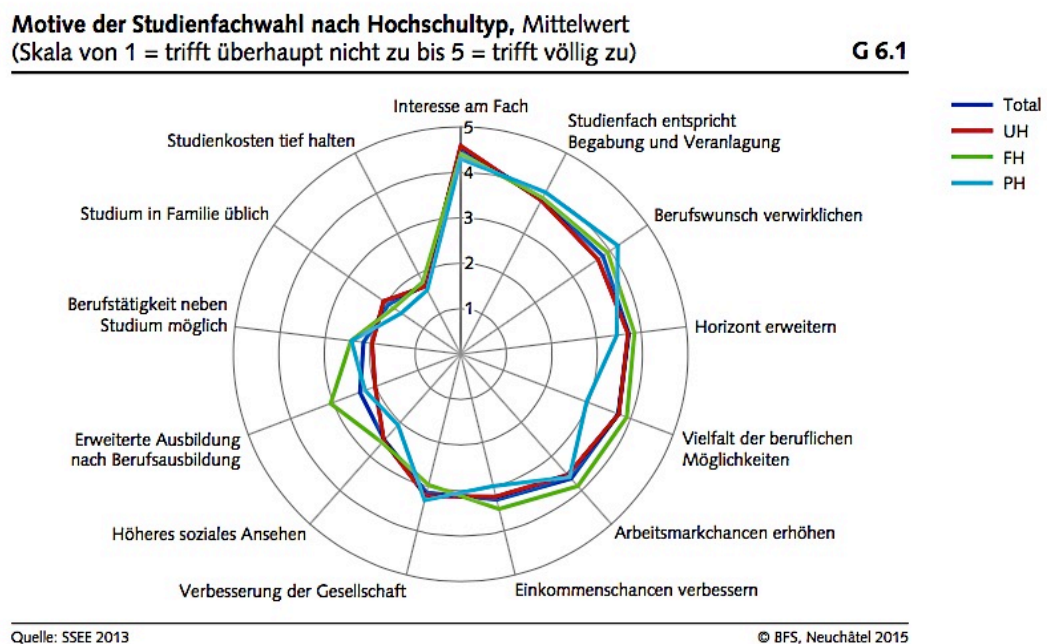 Motive der Studienfachwahl nach Hochschultyp, Mittelwert
(Skala von 1 = trifft überhaupt nicht zu bis 5 = trifft völlig zu)
G 6.1
Interesse am Fach
Studienfach entspricht
Begabung und Veranlagung
Berufswunsch verwirklichen
Horizont erweitern
Vielfalt der beruflichen
Möglichkeiten
Arbeitsmarkchancen erhöhen
Einkommenschancen verbessern
Verbesserung der Gesellschaft
Höheres soziales Ansehen
Erweiterte Ausbildung
nach Berufsausbildung
Berufstätigkeit neben
Studium möglich
Studium in Familie üblich
Studienkosten tief halten
5
4
3
2
1
Total
UH
FH
PH
Quelle: SSEE 2013
© BFS, Neuchâtel 2015